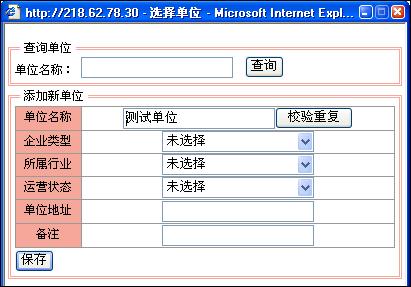 http://218.62.78.30 - 选择单位 - Microsoft Internet Expl...
查询单位
单位名称： 查询
添加新单位
单位名称 测试单位 校验重复
企业类型 未选择
所属行业 未选择
运营状态 未选择
单位地址
备注
保存